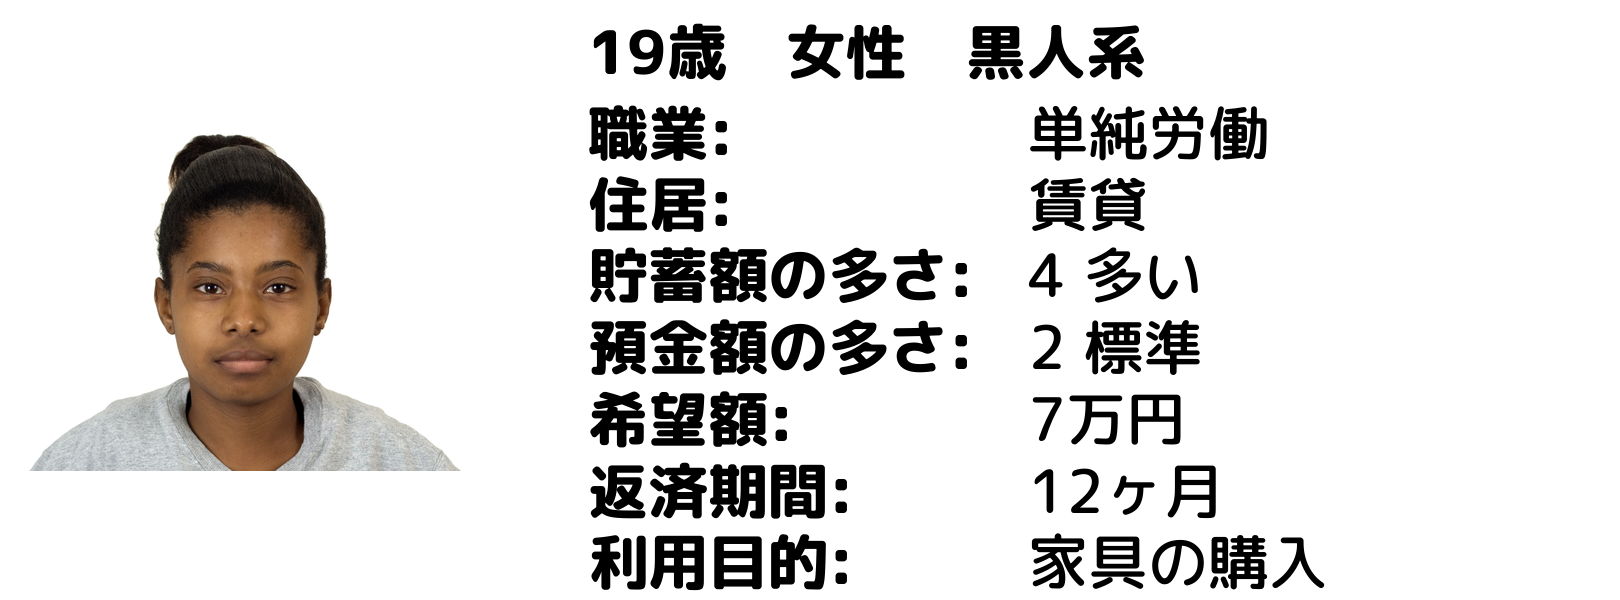 19歳　女性　黒人系
職業:　単純労働
住居:　賃貸
貯蓄額の多さ:　4 多い
預金額の多さ:　2 標準
希望額:　7万円
返済期間:　12ヶ月
利用目的:　家具の購入